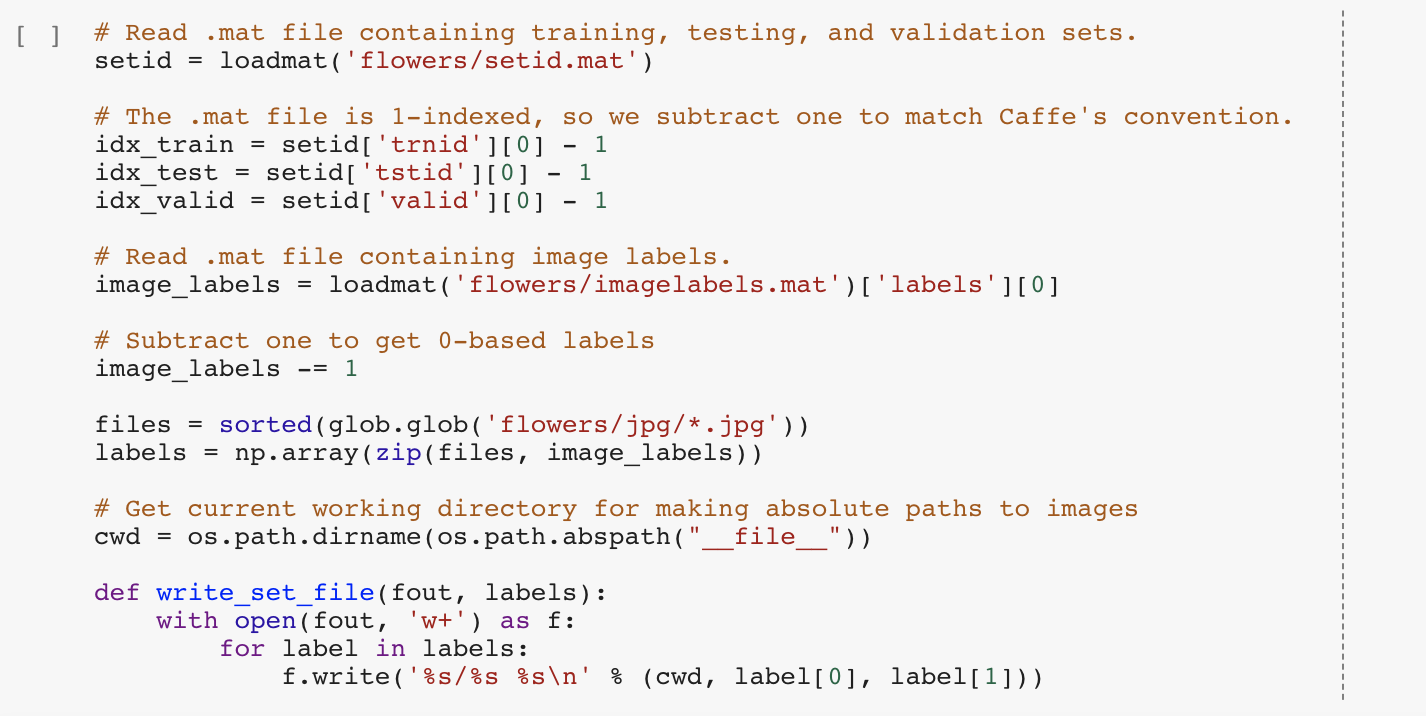 [ ] # Read .mat file containing training, testing, and validation sets.
setid = loadmat('flowers/setid.mat')

# The .mat file is 1-indexed, so we subtract one to match Caffe's convention.
idx_train = setid['trnid'][0] - 1
idx_test = setid['tstid'][0] - 1
idx_valid = setid['valid'][0] - 1

# Read .mat file containing image labels.
image_labels = loadmat('flowers/imagelabels.mat')['labels'][0]

# Subtract one to get 0-based labels
image_labels -= 1

files = sorted(glob.glob('flowers/jpg/*.jpg'))
labels = np.array(zip(files, image_labels))

# Get current working directory for making absolute paths to images
cwd = os.path.dirname(os.path.abspath("__file__"))

def write_set_file(fout, labels):
    with open(fout, 'w+') as f:
        for label in labels:
            f.write('%s/%s %s\n' % (cwd, label[0], label[1]))